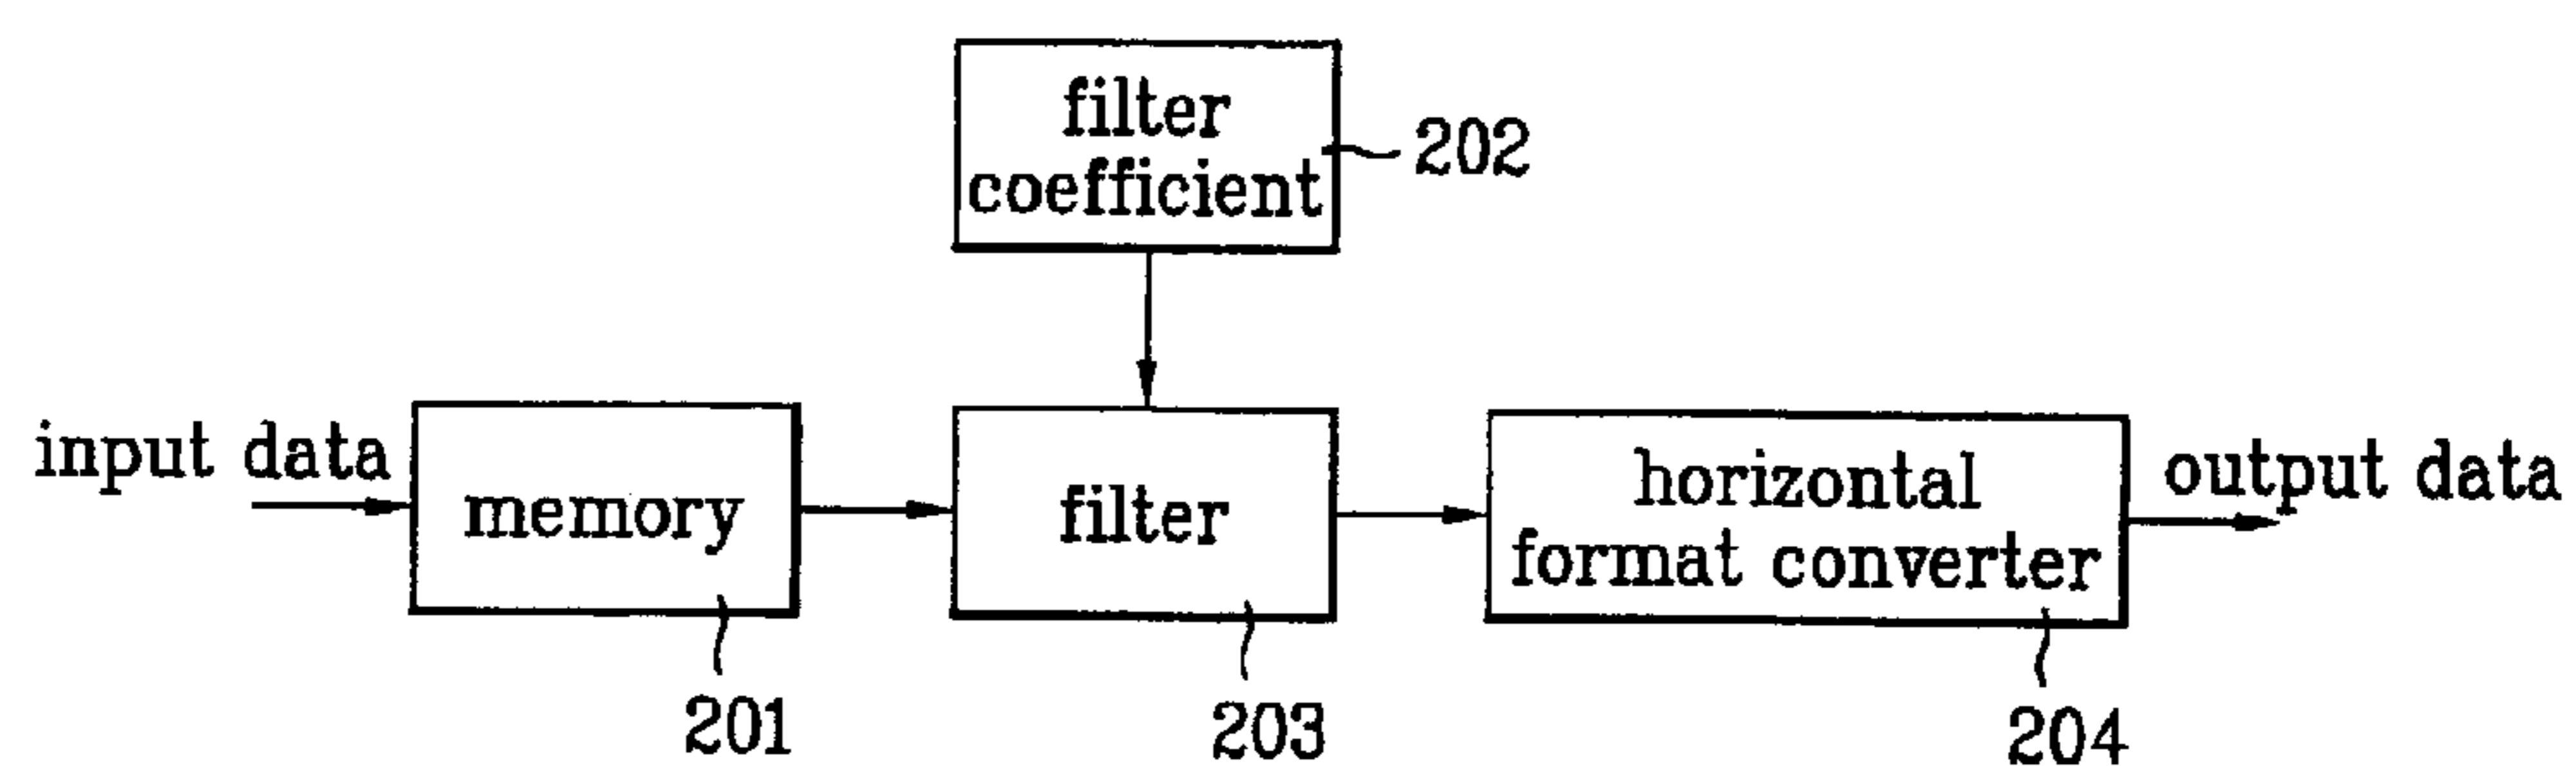 filter
coefficient
202
input data
memory
filter
horizontal
format converter
output data
201
203
204